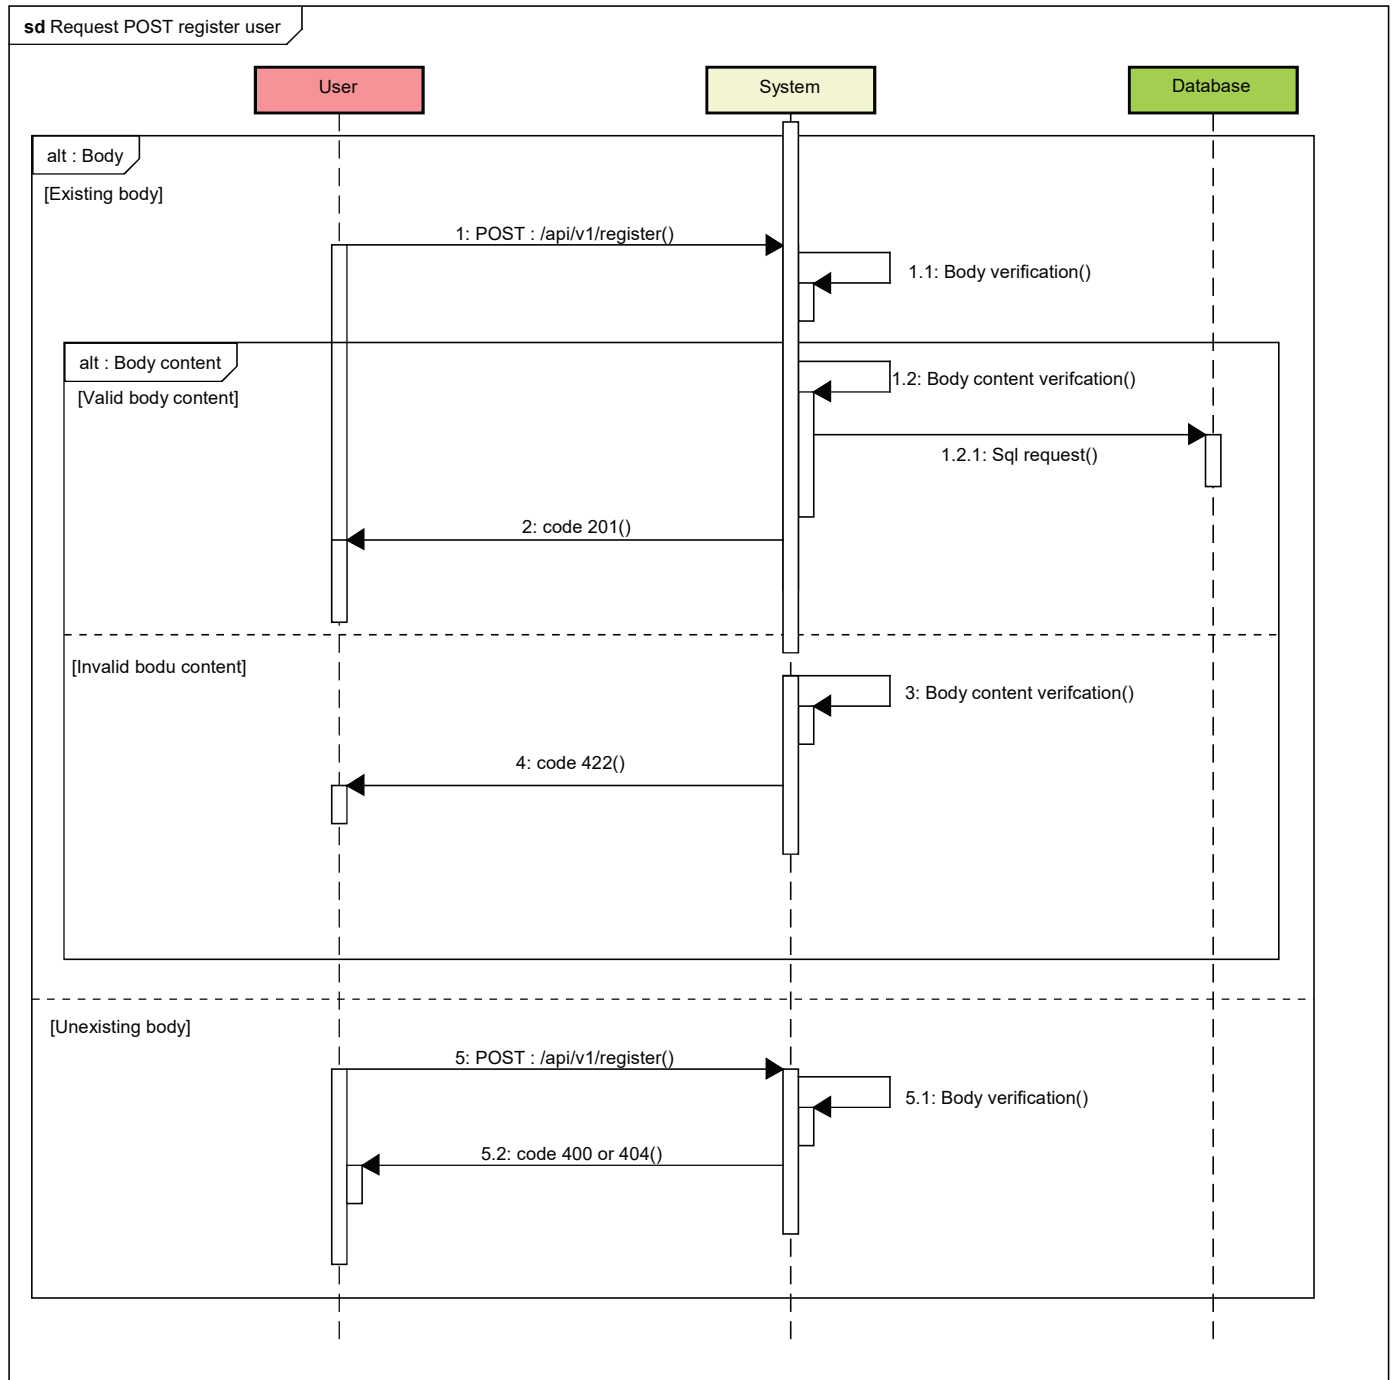 sd Request POST register user
User
System
Database
alt : Body
[Existing body]
1: POST : /api/v1/register()
1.1: Body verification()
alt : Body content
[Valid body content]
1.2: Body content verifcation()
1.2.1: Sql request()
2: code 201()
[Invalid bodu content]
3: Body content verifcation()
4: code 422()
[Unexisting body]
5: POST : /api/v1/register()
5.1: Body verification()
5.2: code 400 or 404()